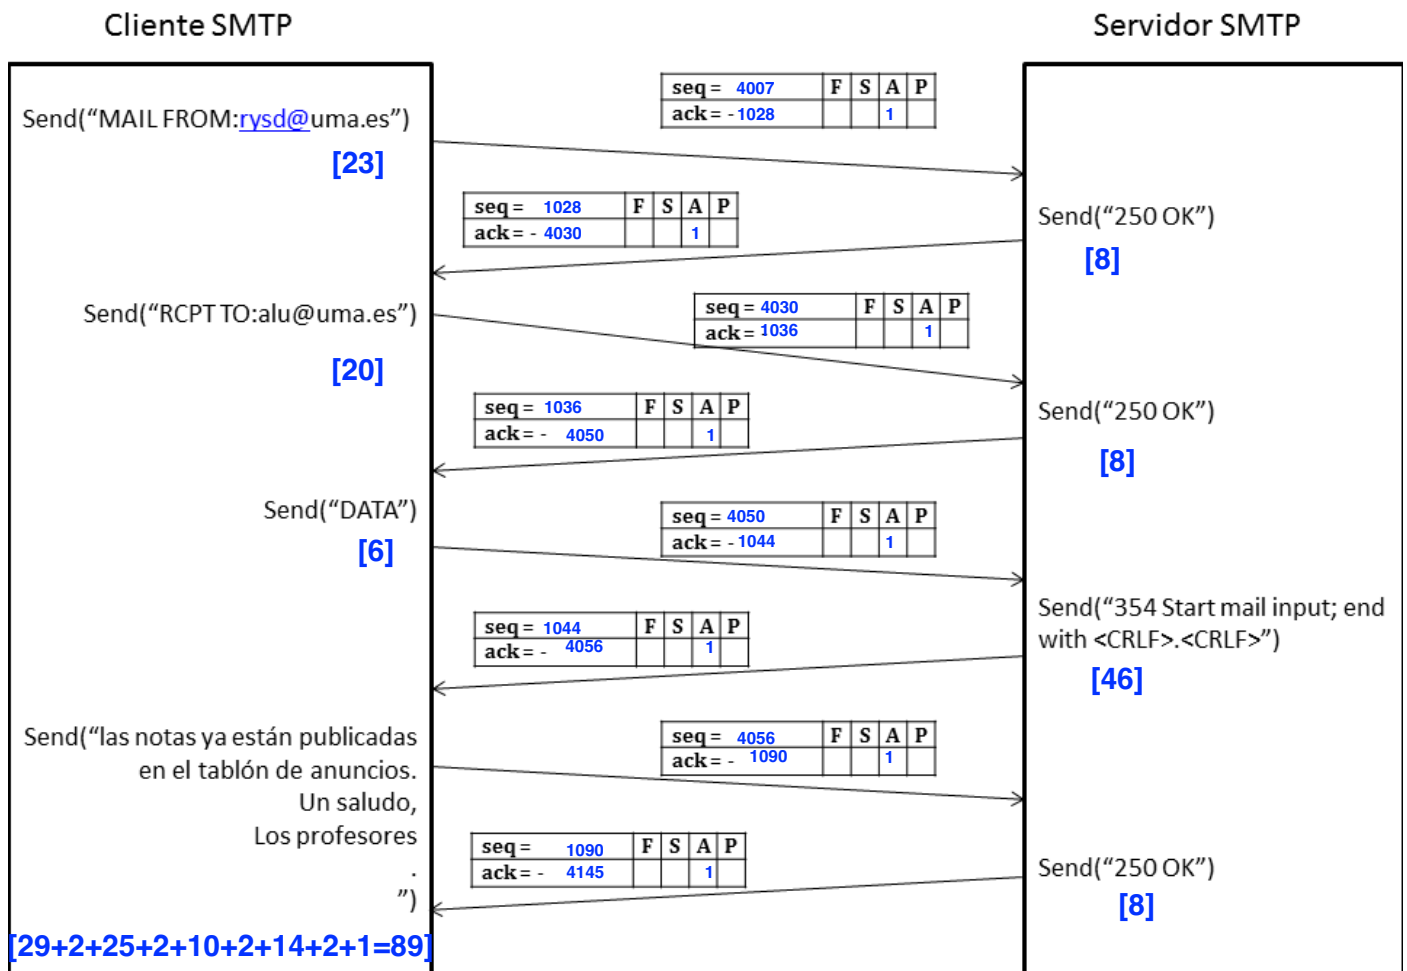 Cliente SMTP
Servidor SMTP
seq = 4007 F S A P
ack = - 1028 1
Send(“MAIL FROM:rysd@uma.es”)
[23]
seq = 1028 F S A P
ack = - 4030 1
Send(“250 OK”)
[8]
seq = 4030 F S A P
ack = 1036 1
Send(“RCPT TO:alu@uma.es”)
[20]
seq = 1036 F S A P
ack = - 4050 1
Send(“250 OK”)
[8]
Send(“DATA”)
[6]
seq = 4050 F S A P
ack = - 1044 1
seq = 1044 F S A P
ack = - 4056 1
Send(“354 Start mail input; end
with <CRLF>.<CRLF>”)
[46]
Send(“las notas ya están publicadas
en el tablón de anuncios.
Un saludo,
Los profesores
.
”)
[29+2+25+2+10+2+14+2+1=89]
seq = 4056 F S A P
ack = - 1090 1
seq = 1090 F S A P
ack = - 4145 1
Send(“250 OK”)
[8]